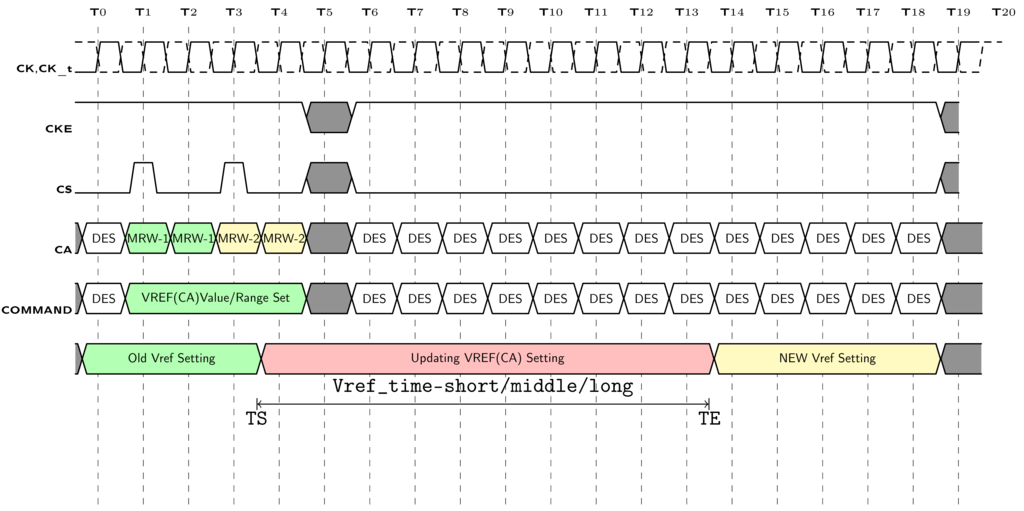 T0 T1 T2 T3 T4 T5 T6 T7 T8 T9 T10 T11 T12 T13 T14 T15 T16 T17 T18 T19 T20
CK,CK_t
CKE
CS
CA DES MRW-1 MRW-1 MRW-2 MRW-2 DES DES DES DES DES DES DES DES DES DES DES DES DES
COMMAND DES VREF(CA)Value/Range Set DES DES DES DES DES DES DES DES DES DES DES DES DES
Old Vref Setting Updating VREF(CA) Setting NEW Vref Setting
Vref_time-short/middle/long
TS TE